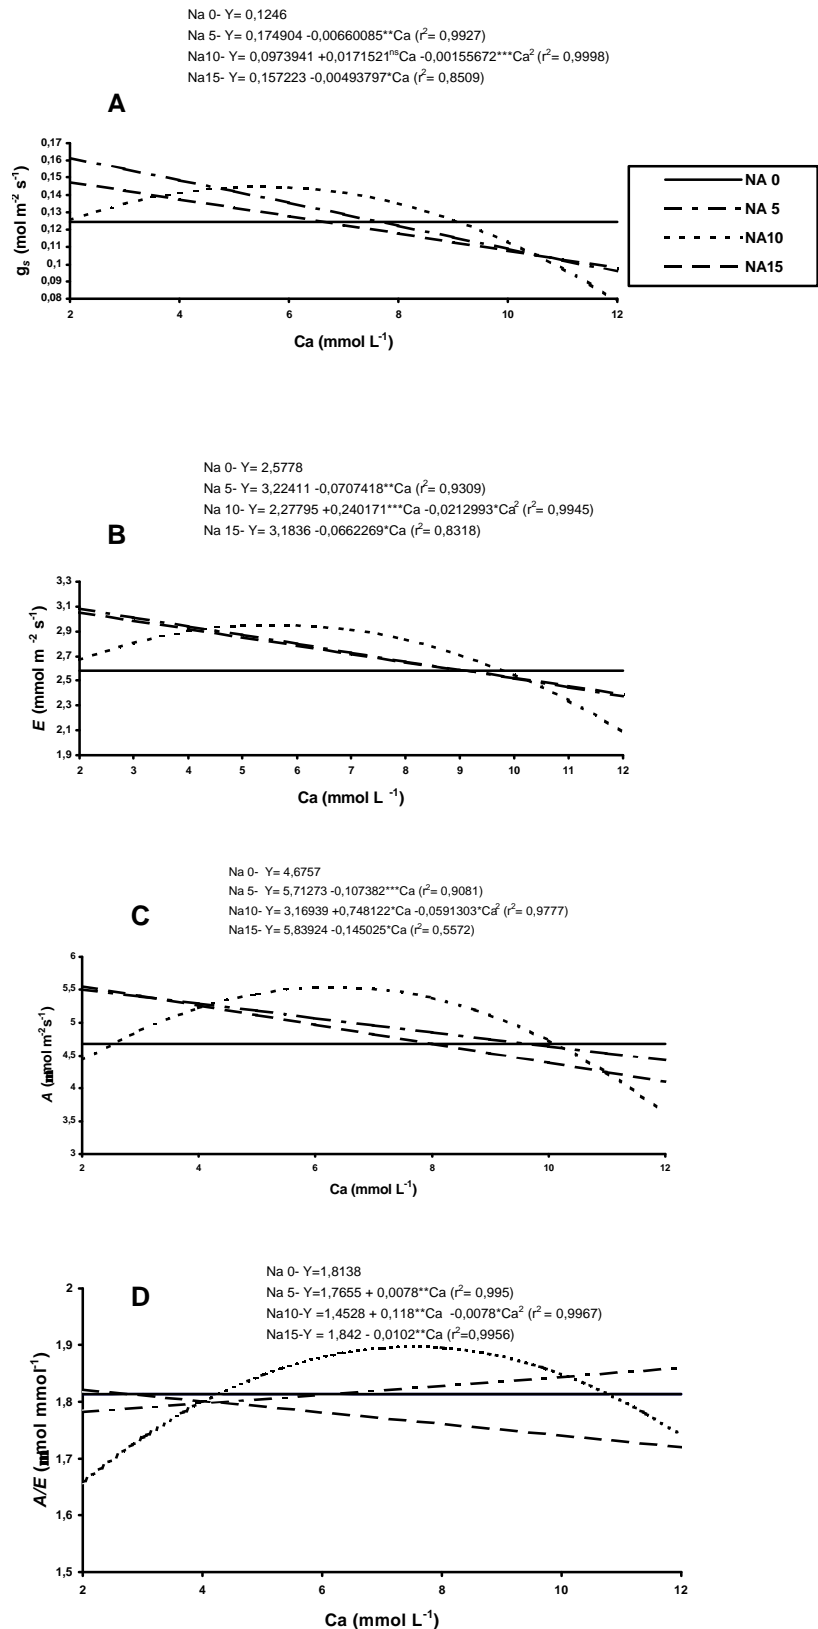 Na 0- Y= 0,1246
Na 5- Y= 0,174904 -0,00660085**Ca (r²= 0,9927)
Na10- Y= 0,0973941 +0,0171521ⁿˢCa -0,00155672***Ca² (r²= 0,9998)
Na15- Y= 0,157223 -0,00493797*Ca (r²= 0,8509)
A
0,17
0,16
0,15
0,14
0,13
0,12
0,11
0,1
0,09
0,08
gs (mol m⁻² s⁻¹)
2 4 6 8 10 12
Ca (mmol L⁻¹)
NA 0
NA 5
NA10
NA15
Na 0- Y= 2,5778
Na 5- Y= 3,22411 -0,0707418**Ca (r²= 0,9309)
Na 10- Y= 2,27795 +0,240171***Ca -0,0212993*Ca² (r²= 0,9945)
Na 15- Y= 3,1836 -0,0662269*Ca (r²= 0,8318)
B
3,3
3,1
2,9
2,7
2,5
2,3
2,1
1,9
E (mmol m⁻² s⁻¹)
2 3 4 5 6 7 8 9 10 11 12
Ca (mmol L⁻¹)
Na 0- Y= 4,6757
Na 5- Y= 5,71273 -0,107382***Ca (r²= 0,9081)
Na10- Y= 3,16939 +0,748122*Ca -0,0591303*Ca² (r²= 0,9777)
Na15- Y= 5,83924 -0,145025*Ca (r²= 0,5572)
C
6
5,5
5
4,5
4
3,5
3
A (mol m⁻² s⁻¹)
2 4 6 8 10 12
Ca (mmol L⁻¹)
Na 0- Y=1,8138
Na 5- Y=1,7655 + 0,0078**Ca (r²= 0,995)
Na10-Y =1,4528 + 0,118**Ca -0,0078*Ca² (r² = 0,9967)
Na15-Y = 1,842 - 0,0102**Ca (r²=0,9956)
D
2
1,9
1,8
1,7
1,6
1,5
A/E (mol mmol⁻¹)
2 4 6 8 10 12
Ca (mmol L⁻¹)